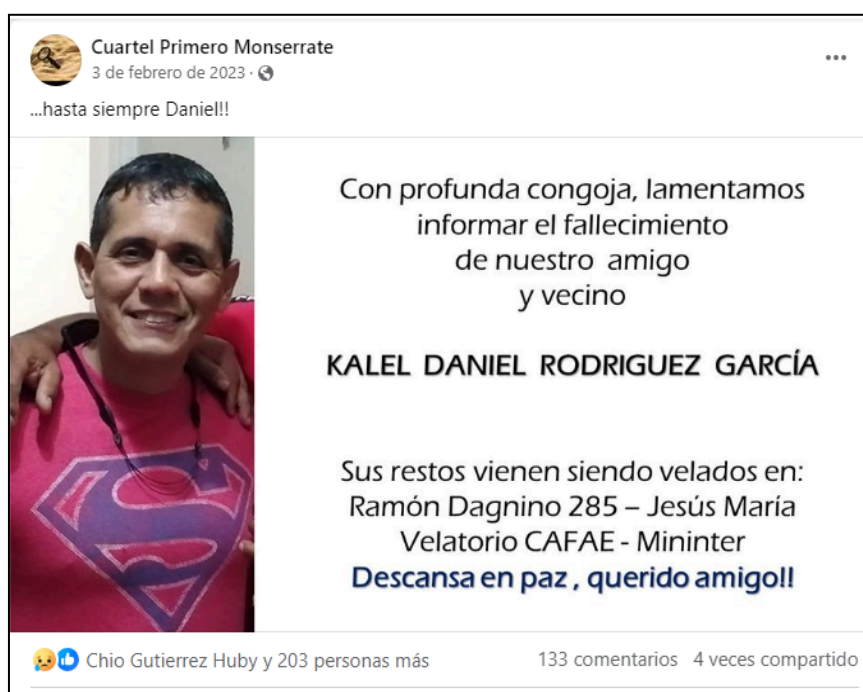 Cuartel Primero Monserrate
3 de febrero de 2023 ·
...hasta siempre Daniel!!
Con profunda congoja, lamentamos
informar el fallecimiento
de nuestro amigo
y vecino
KALEL DANIEL RODRIGUEZ GARCÍA
Sus restos vienen siendo velados en:
Ramón Dagnino 285 – Jesús María
Velatorio CAFAE - Mininter
Descansa en paz , querido amigo!!
Chio Gutierrez Huby y 203 personas más
133 comentarios 4 veces compartido